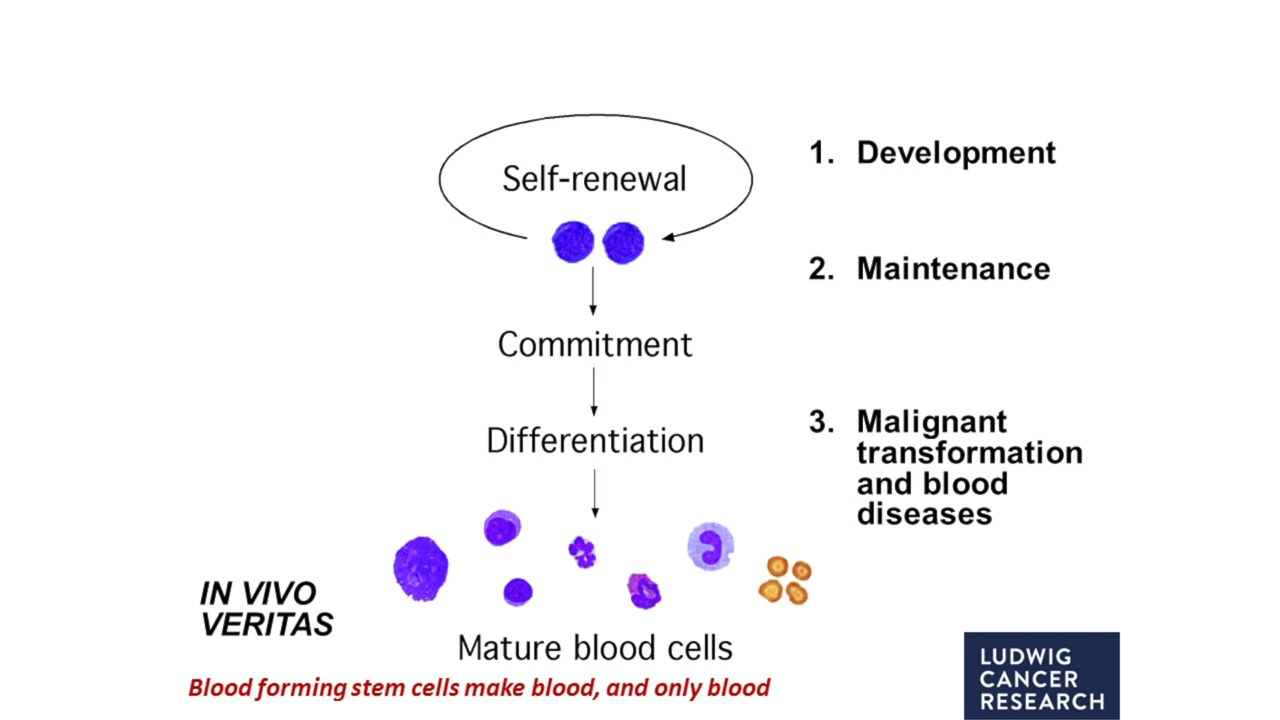 Self-renewal
Commitment
Differentiation
Mature blood cells
1. Development
2. Maintenance
3. Malignant
transformation
and blood
diseases
IN VIVO
VERITAS
Blood forming stem cells make blood, and only blood
LUDWIG
CANCER
RESEARCH